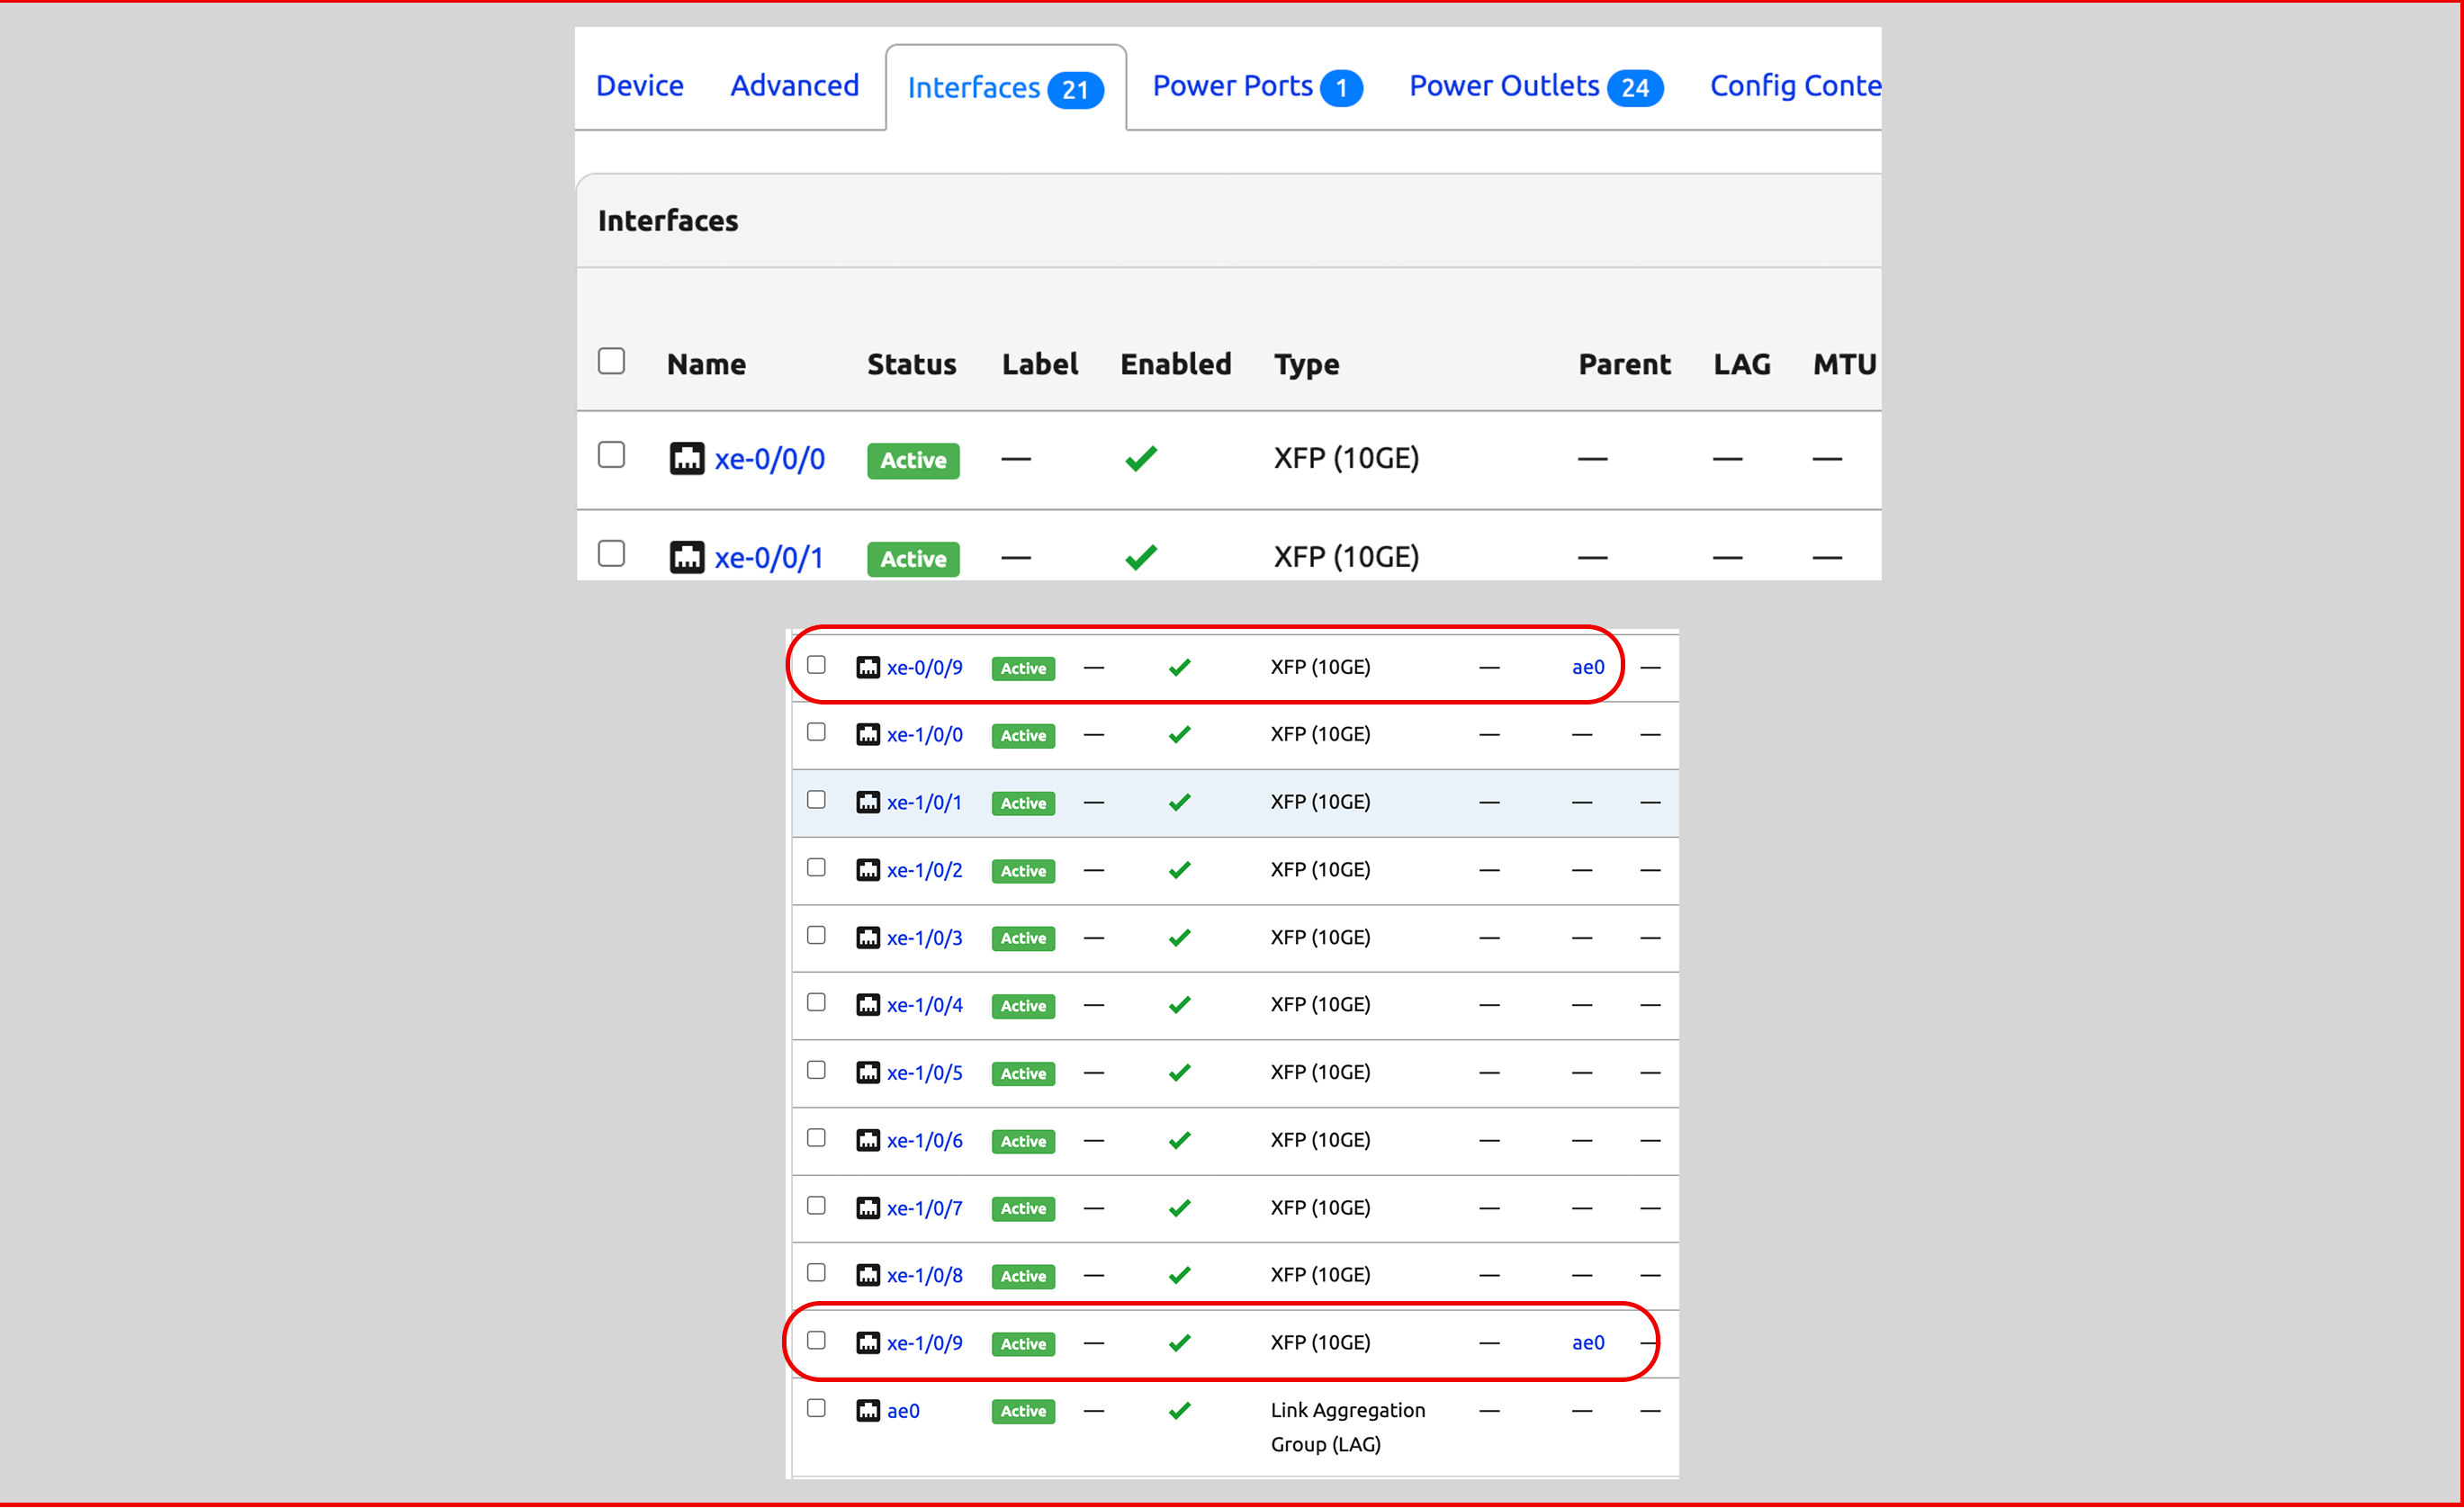 Device Advanced Interfaces 21 Power Ports 1 Power Outlets 24 Config Conte
Interfaces
Name Status Label Enabled Type Parent LAG MTU
xe-0/0/0 Active — XFP (10GE) — — —
xe-0/0/1 Active — XFP (10GE) — — —
xe-0/0/9 Active — XFP (10GE) — ae0 —
xe-1/0/0 Active — XFP (10GE) — — —
xe-1/0/1 Active — XFP (10GE) — — —
xe-1/0/2 Active — XFP (10GE) — — —
xe-1/0/3 Active — XFP (10GE) — — —
xe-1/0/4 Active — XFP (10GE) — — —
xe-1/0/5 Active — XFP (10GE) — — —
xe-1/0/6 Active — XFP (10GE) — — —
xe-1/0/7 Active — XFP (10GE) — — —
xe-1/0/8 Active — XFP (10GE) — — —
xe-1/0/9 Active — XFP (10GE) — ae0 —
ae0 Active — Link Aggregation — — —
Group (LAG)